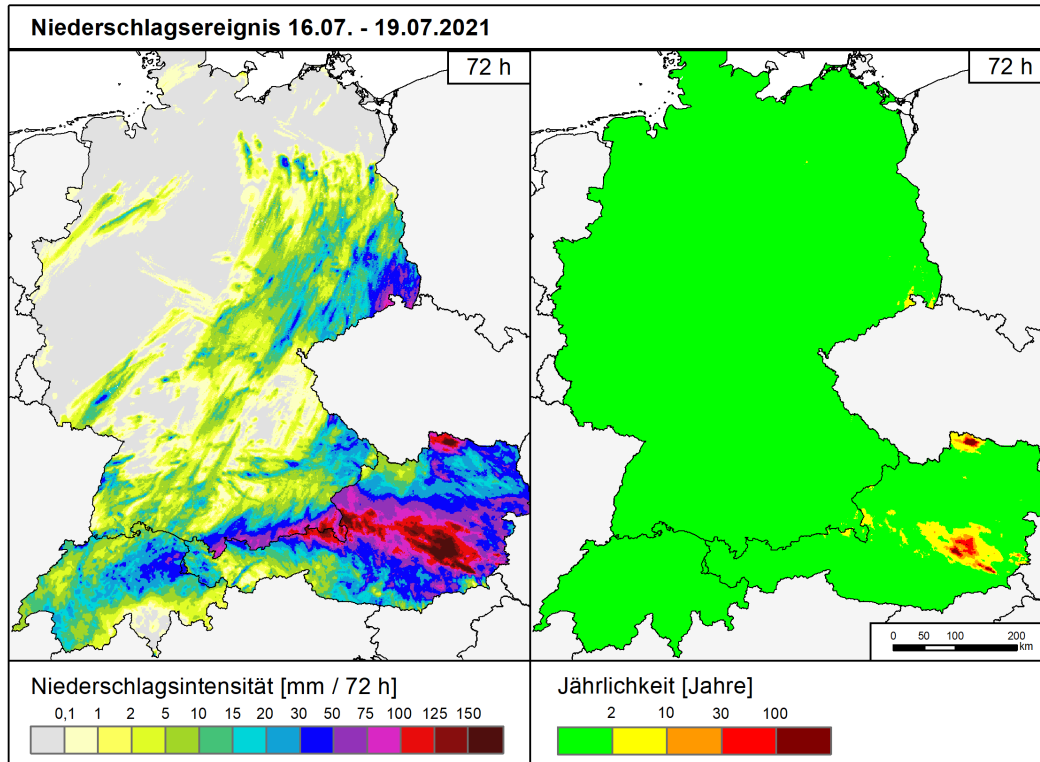 Niederschlagsereignis 16.07. - 19.07.2021
72 h
72 h
0 50 100 200
km
Niederschlagsintensität [mm / 72 h]
0,1 1 2 5 10 15 20 30 50 75 100 125 150
Jährlichkeit [Jahre]
2 10 30 100